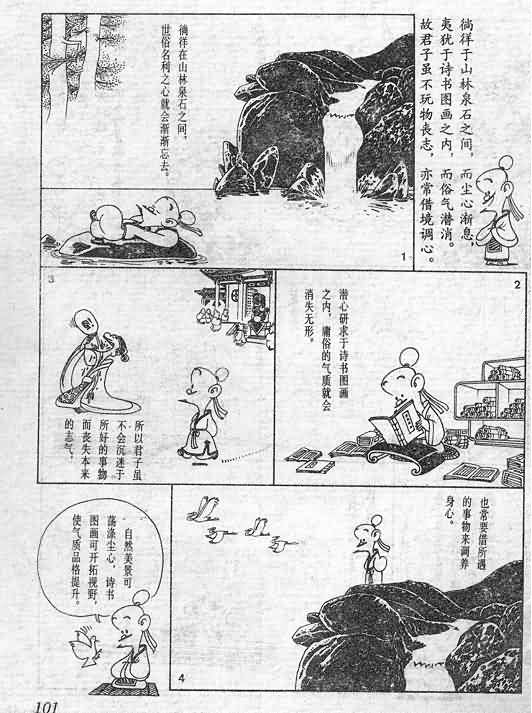 徜徉于山林泉石之间，而尘心渐息，
夷犹于诗书图画之内，而俗气潜消。
故君子虽不玩物丧志，亦常借境调心。
徜徉在山林泉石之间，
世俗名利之心就会渐渐忘去。
1
2
潜心研求于诗书图画
之内，庸俗的气质就会
消失无形。
3
所以君子虽
不会沉迷于
所好的事物
而丧失本来
的志气，
也常要借所遇
的事物来调养
身心。
4
自然美景可
荡涤尘心，诗书
图画可开拓视野，
使气质品格提升。
101